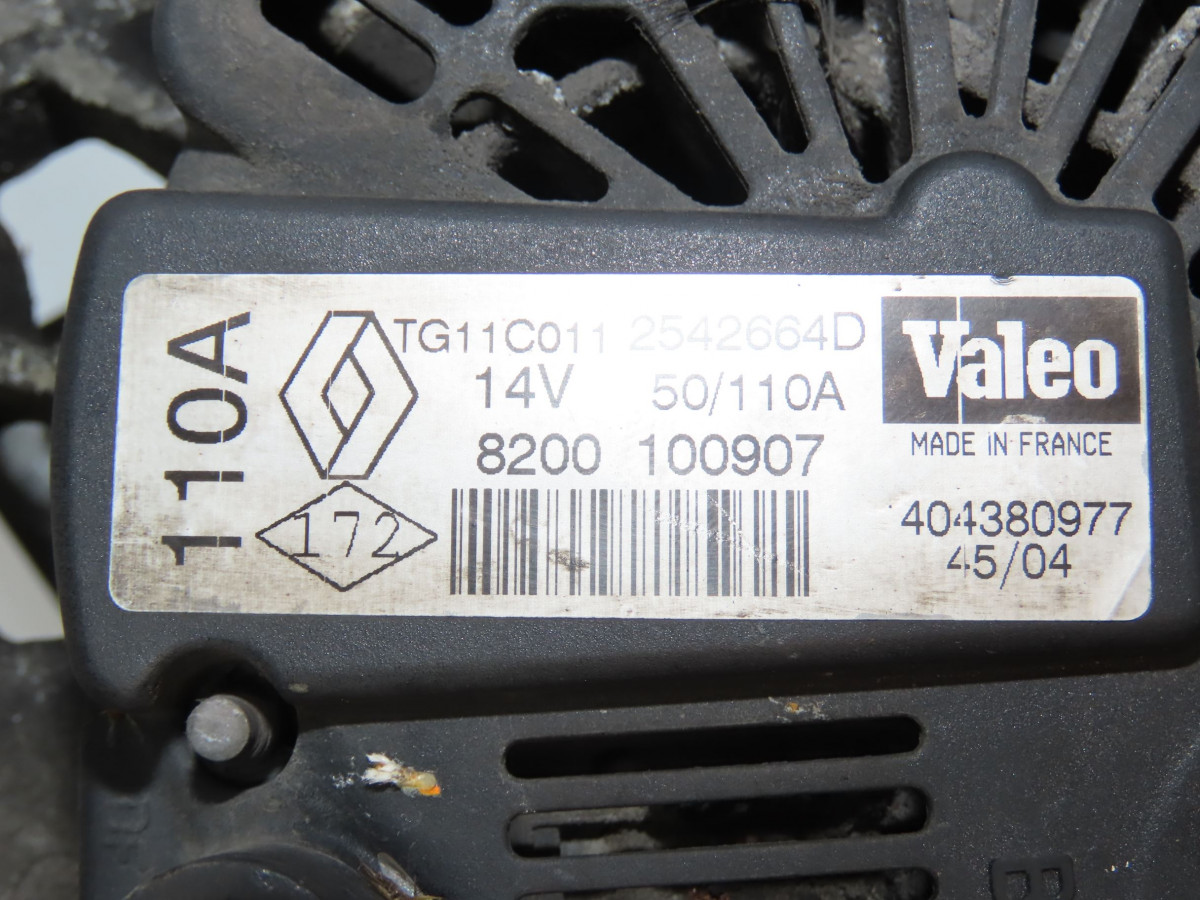 110A
TG11C011 2542664D
14V 50/110A
8200 100907
172
Valeo
MADE IN FRANCE
404380977
45/04
B